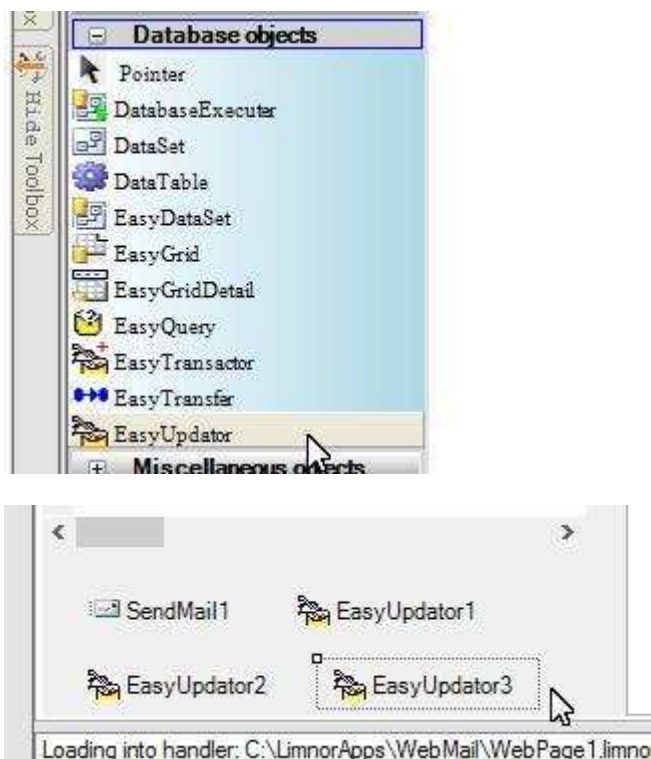 Database objects
Hide Toolbox
Pointer
DatabaseExecuter
DataSet
DataTable
EasyDataSet
EasyGrid
EasyGridDetail
EasyQuery
EasyTransactor
EasyTransfer
EasyUpdator
Miscellaneous objects
SendMail1 EasyUpdator1
EasyUpdator2 EasyUpdator3
Loading into handler: C:\LimnorApps\WebMail\WebPage1.limno